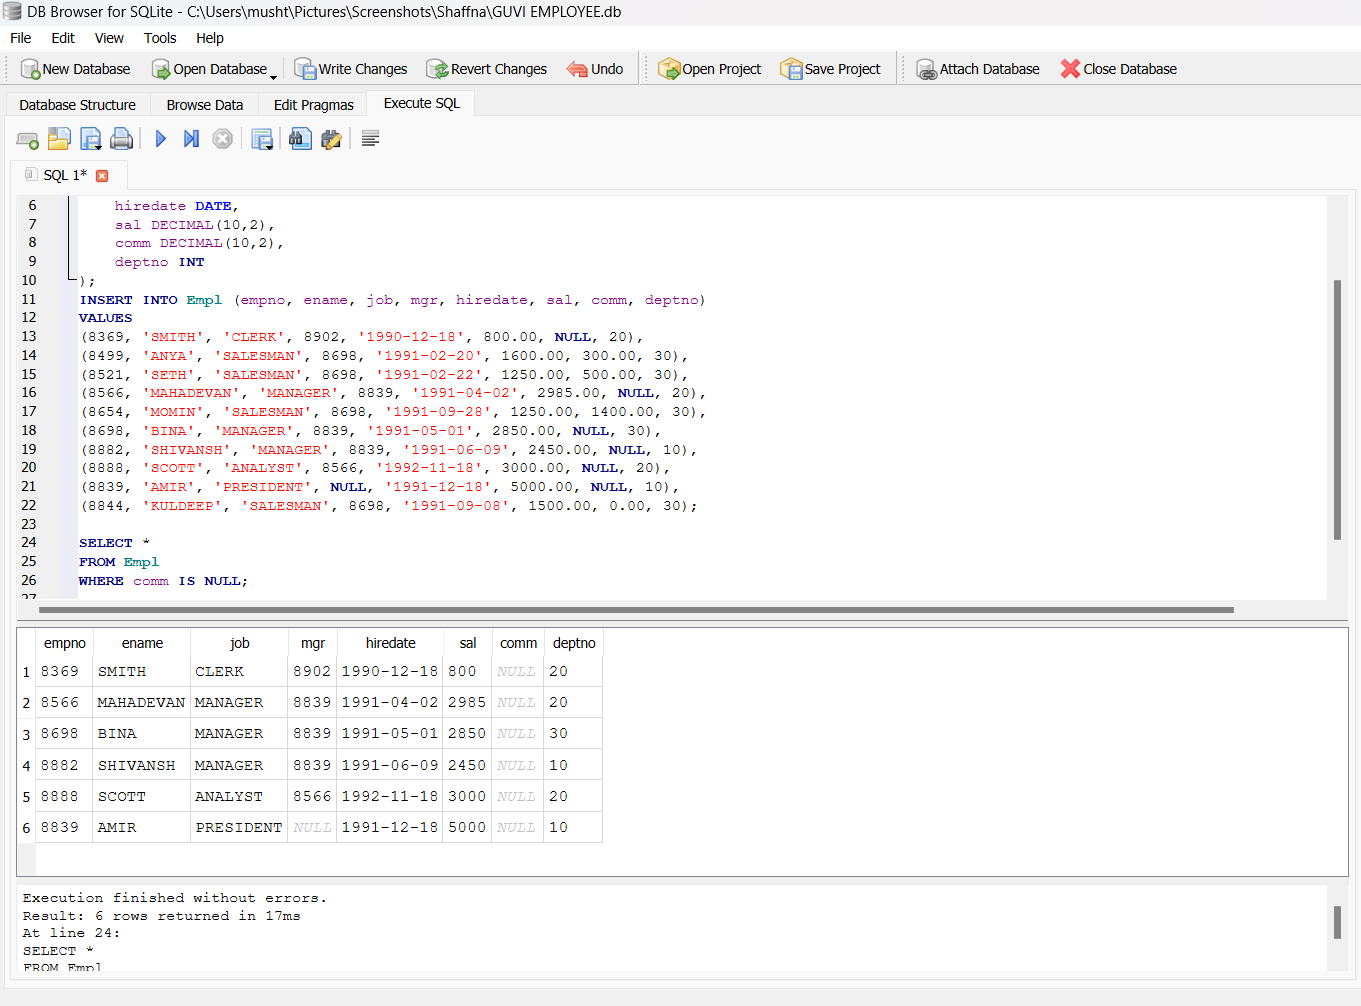 DB Browser for SQLite - C:\Users\musht\Pictures\Screenshots\Shaffna\GUVI EMPLOYEE.db
File Edit View Tools Help
New Database Open Database Write Changes Revert Changes Undo Open Project Save Project Attach Database Close Database
Database Structure Browse Data Edit Pragmas Execute SQL
SQL 1*
6 hiredate DATE,
7 sal DECIMAL(10,2),
8 comm DECIMAL(10,2),
9 deptno INT
10 );
11 INSERT INTO Empl (empno, ename, job, mgr, hiredate, sal, comm, deptno)
12 VALUES
13 (8369, 'SMITH', 'CLERK', 8902, '1990-12-18', 800.00, NULL, 20),
14 (8499, 'ANYA', 'SALESMAN', 8698, '1991-02-20', 1600.00, 300.00, 30),
15 (8521, 'SETH', 'SALESMAN', 8698, '1991-02-22', 1250.00, 500.00, 30),
16 (8566, 'MAHADEVAN', 'MANAGER', 8839, '1991-04-02', 2985.00, NULL, 20),
17 (8654, 'MOMIN', 'SALESMAN', 8698, '1991-09-28', 1250.00, 1400.00, 30),
18 (8698, 'BINA', 'MANAGER', 8839, '1991-05-01', 2850.00, NULL, 30),
19 (8882, 'SHIVANSH', 'MANAGER', 8839, '1991-06-09', 2450.00, NULL, 10),
20 (8888, 'SCOTT', 'ANALYST', 8566, '1992-11-18', 3000.00, NULL, 20),
21 (8839, 'AMIR', 'PRESIDENT', NULL, '1991-12-18', 5000.00, NULL, 10),
22 (8844, 'KULDEEP', 'SALESMAN', 8698, '1991-09-08', 1500.00, 0.00, 30);
23
24 SELECT *
25 FROM Empl
26 WHERE comm IS NULL;
27
empno ename job mgr hiredate sal comm deptno
1 8369 SMITH CLERK 8902 1990-12-18 800 NULL 20
2 8566 MAHADEVAN MANAGER 8839 1991-04-02 2985 NULL 20
3 8698 BINA MANAGER 8839 1991-05-01 2850 NULL 30
4 8882 SHIVANSH MANAGER 8839 1991-06-09 2450 NULL 10
5 8888 SCOTT ANALYST 8566 1992-11-18 3000 NULL 20
6 8839 AMIR PRESIDENT NULL 1991-12-18 5000 NULL 10
Execution finished without errors.
Result: 6 rows returned in 17ms
At line 24:
SELECT *
FROM Empl